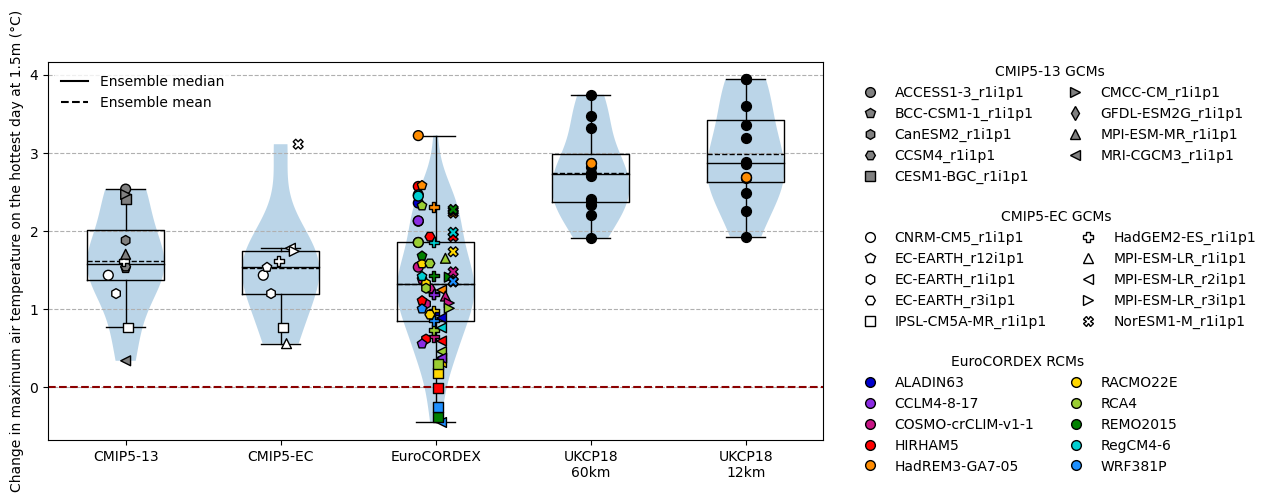 Change in maximum air temperature on the hottest day at 1.5m (°C)
4
3
2
1
0
Ensemble median
Ensemble mean
CMIP5-13
CMIP5-EC
EuroCORDEX
UKCP18
60km
UKCP18
12km
CMIP5-13 GCMs
ACCESS1-3_r1i1p1
BCC-CSM1-1_r1i1p1
CanESM2_r1i1p1
CCSM4_r1i1p1
CESM1-BGC_r1i1p1
CMCC-CM_r1i1p1
GFDL-ESM2G_r1i1p1
MPI-ESM-MR_r1i1p1
MRI-CGCM3_r1i1p1
CMIP5-EC GCMs
CNRM-CM5_r1i1p1
EC-EARTH_r12i1p1
EC-EARTH_r1i1p1
EC-EARTH_r3i1p1
IPSL-CM5A-MR_r1i1p1
HadGEM2-ES_r1i1p1
MPI-ESM-LR_r1i1p1
MPI-ESM-LR_r2i1p1
MPI-ESM-LR_r3i1p1
NorESM1-M_r1i1p1
EuroCORDEX RCMs
ALADIN63
CCLM4-8-17
COSMO-crCLIM-v1-1
HIRHAM5
HadREM3-GA7-05
RACMO22E
RCA4
REMO2015
RegCM4-6
WRF381P